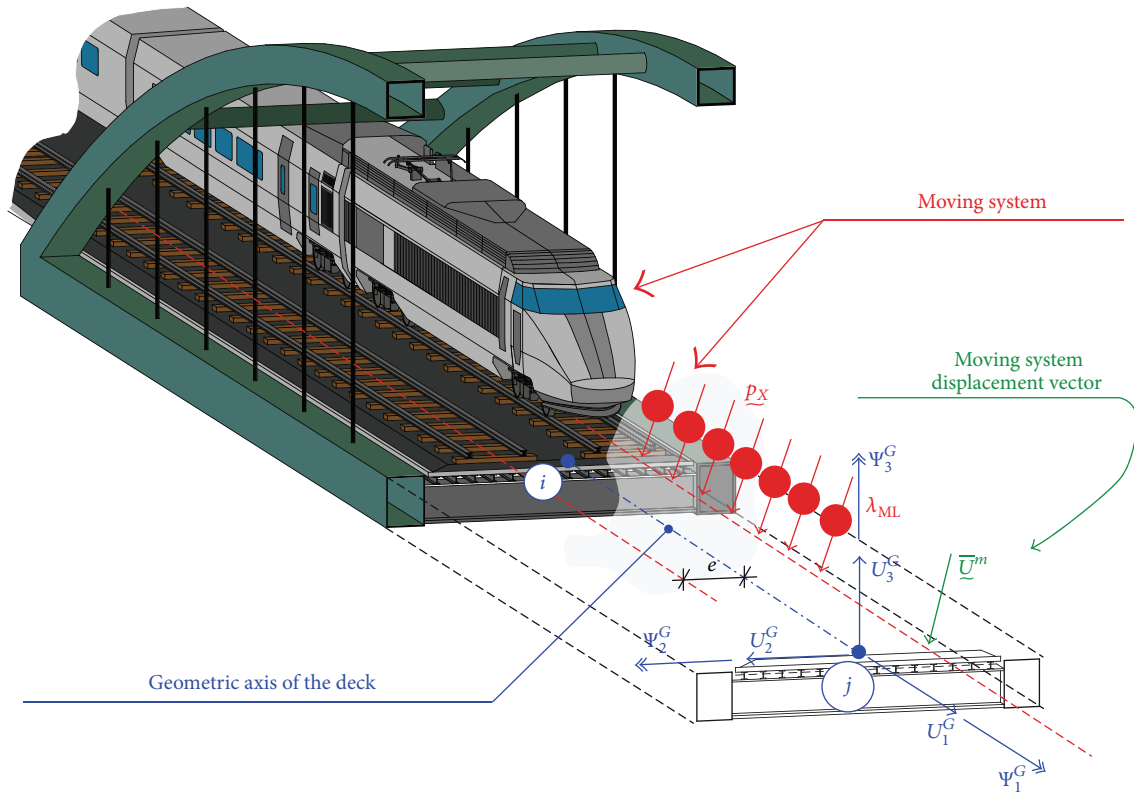 Moving system
Moving system
displacement vector
p_X
Ψ_3^G
i
λ_ML
U_3^G
U̅^m
e
Ψ_2^G
U_2^G
Geometric axis of the deck
j
U_1^G
Ψ_1^G